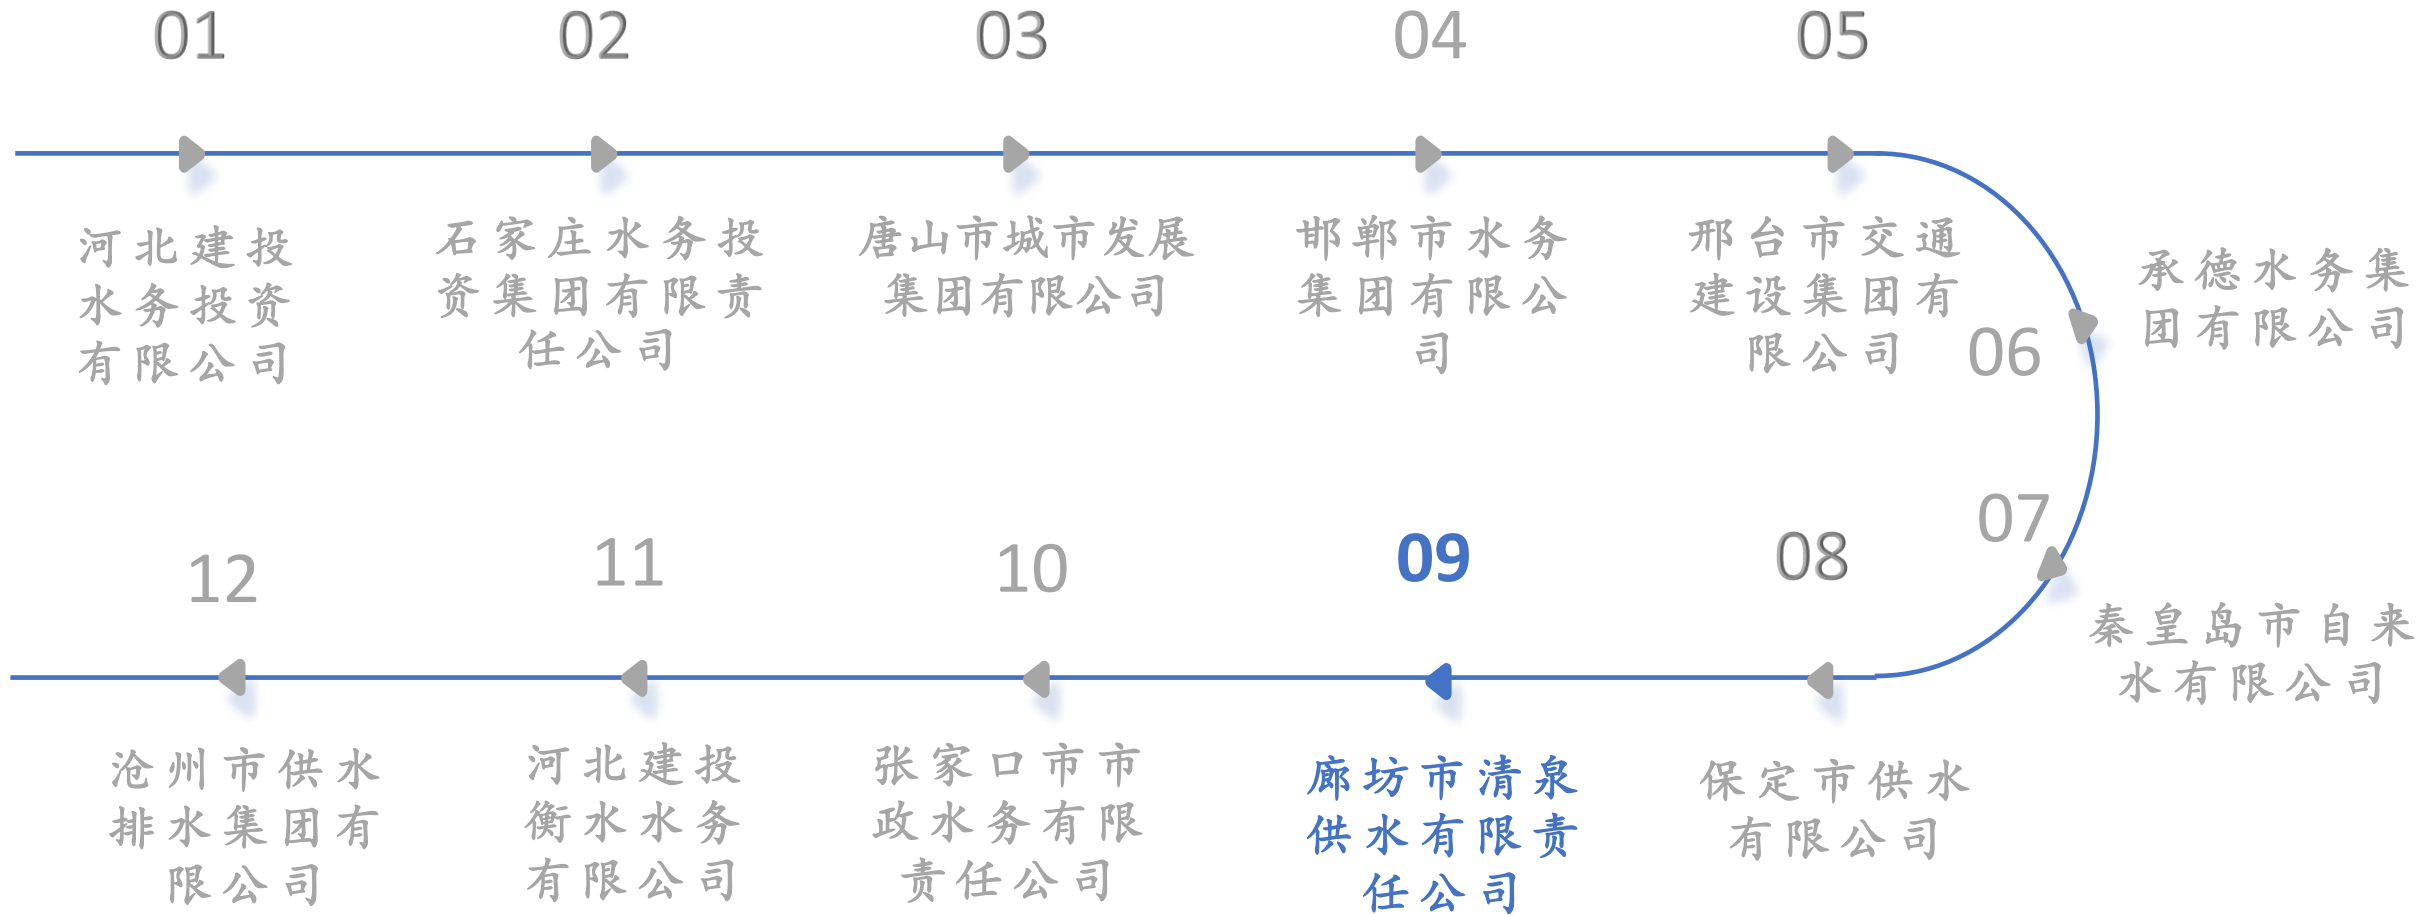 01
河北建投
水务投资
有限公司
02
石家庄水务投
资集团有限责
任公司
03
唐山市城市发展
集团有限公司
04
邯郸市水务
集团有限公
司
05
邢台市交通
建设集团有
限公司
06
承德水务集
团有限公司
07
秦皇岛市自来
水有限公司
08
保定市供水
有限公司
09
廊坊市清泉
供水有限责
任公司
10
张家口市市
政水务有限
责任公司
11
河北建投
衡水水务
有限公司
12
沧州市供水
排水集团有
限公司